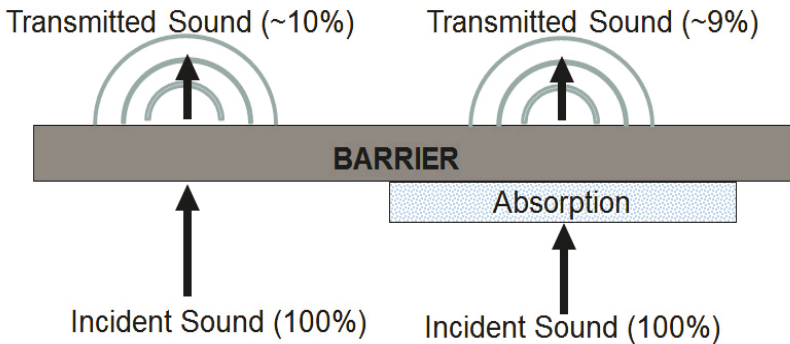 Transmitted Sound (~10%)
Transmitted Sound (~9%)
BARRIER
Absorption
Incident Sound (100%)
Incident Sound (100%)